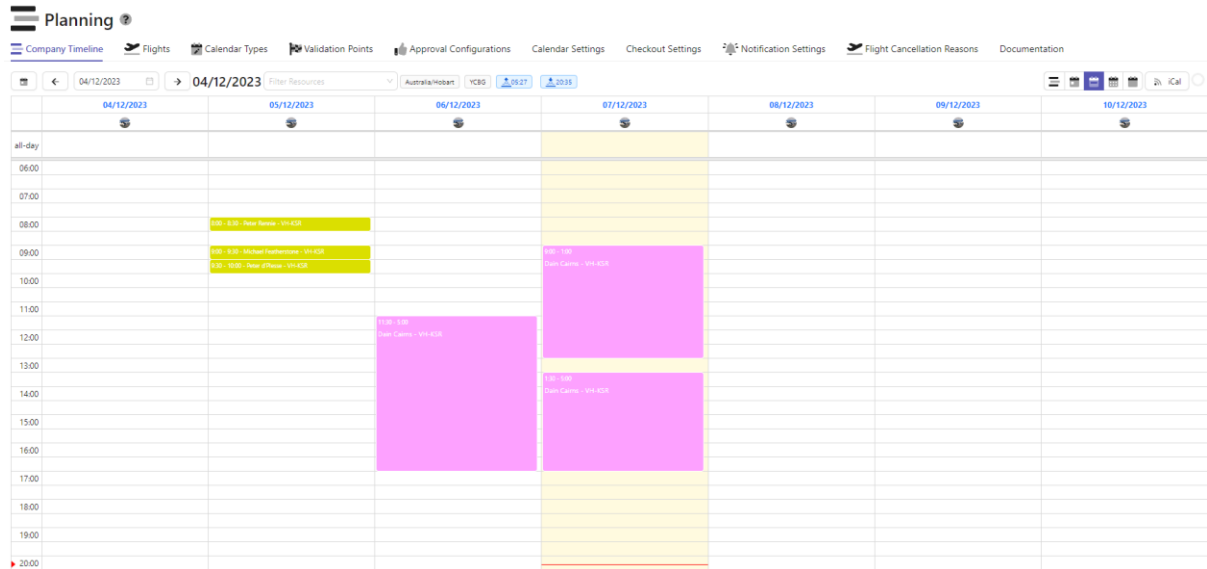 Planning ?
Company Timeline Flights Calendar Types Validation Points Approval Configurations Calendar Settings Checkout Settings Notification Settings Flight Cancellation Reasons Documentation
04/12/2023 04/12/2023 Filter Resources Australia/Hobart YCBG 05:27 20:35 iCal
04/12/2023 05/12/2023 06/12/2023 07/12/2023 08/12/2023 09/12/2023 10/12/2023
all-day
06:00
07:00
08:00 8:00 - 8:30 - Peter Rennie - VH-KSR
09:00 9:00 - 9:30 - Michael Featherstone - VH-KSR 9:00 - 1:00
9:30 - 10:00 - Peter - VH-KSR Dain Cairns - VH-KSR
10:00
11:00
11:30 - 5:00
12:00 Dain Cairns - VH-KSR
13:00
1:30 - 5:00
14:00 Dain Cairns - VH-KSR
15:00
16:00
17:00
18:00
19:00
20:00